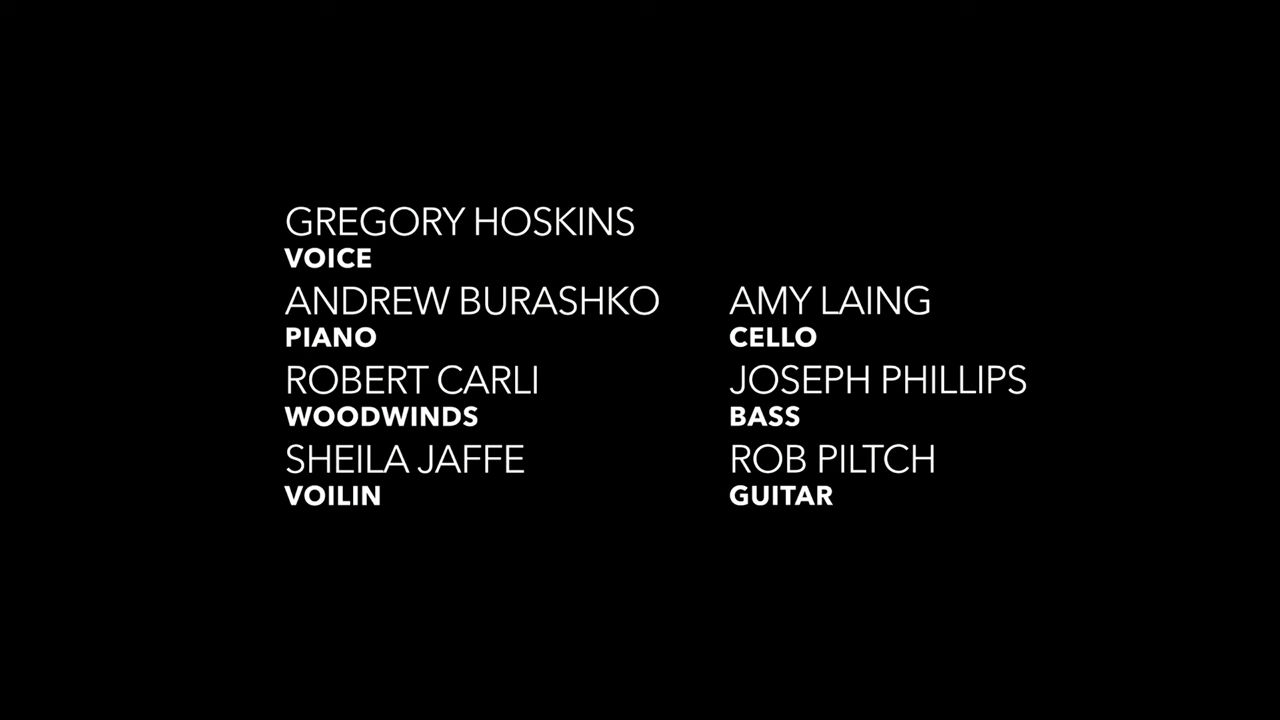 GREGORY HOSKINS
VOICE
ANDREW BURASHKO
PIANO
ROBERT CARLI
WOODWINDS
SHEILA JAFFE
VOILIN
AMY LAING
CELLO
JOSEPH PHILLIPS
BASS
ROB PILTCH
GUITAR